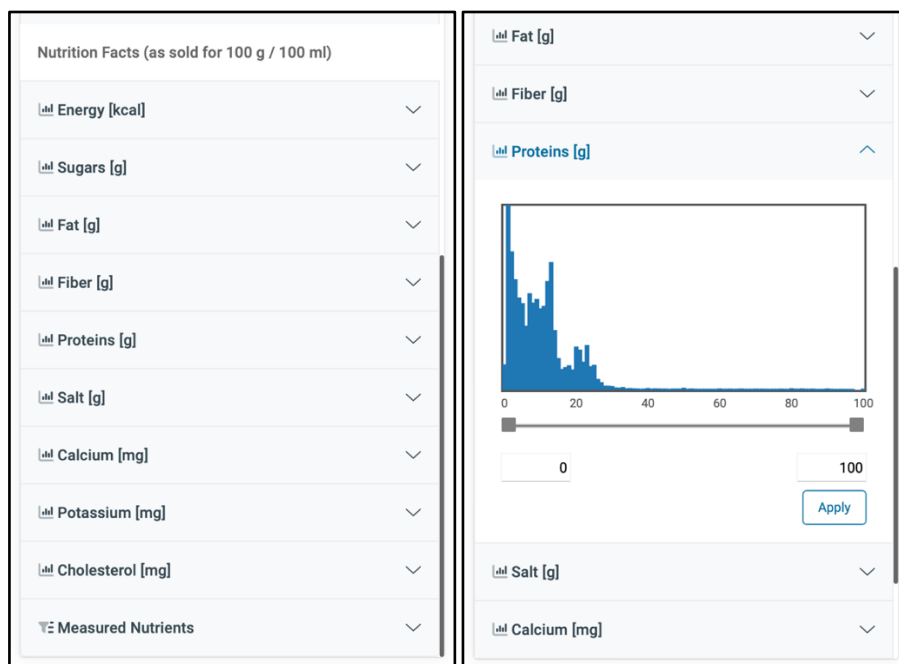 Nutrition Facts (as sold for 100 g / 100 ml)
Energy [kcal]
Sugars [g]
Fat [g]
Fiber [g]
Proteins [g]
Salt [g]
Calcium [mg]
Potassium [mg]
Cholesterol [mg]
Measured Nutrients
Fat [g]
Fiber [g]
Proteins [g]
0 20 40 60 80 100
0 100
Apply
Salt [g]
Calcium [mg]